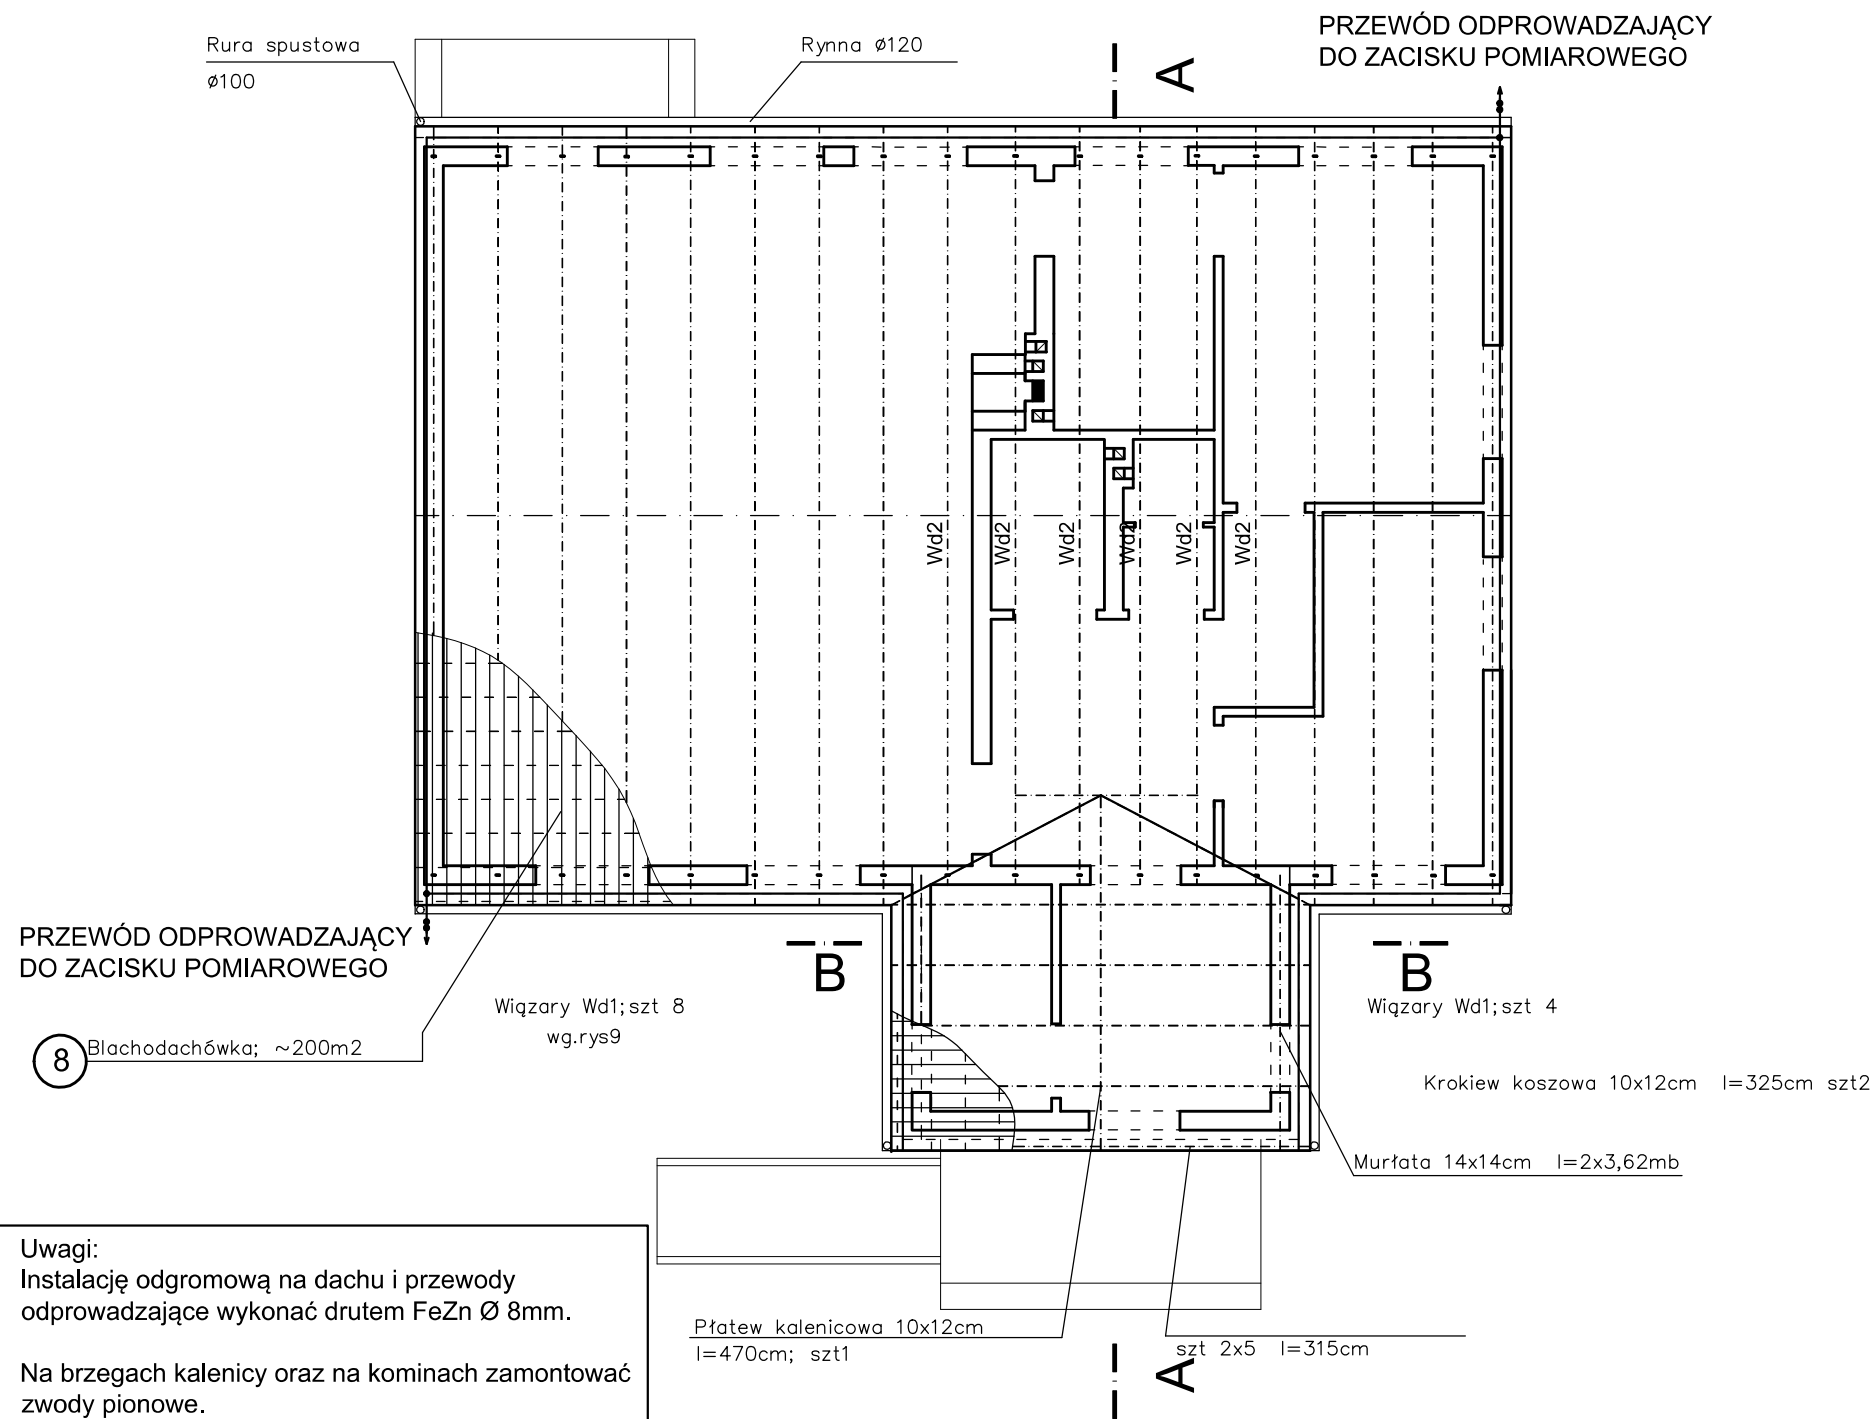 PRZEWÓD ODPROWADZAJĄCY
DO ZACISKU POMIAROWEGO
Rura spustowa
ø100
Rynna ø120
A
Wd2
Wd2
Wd2
Wd2
Wd2
Wd2
PRZEWÓD ODPROWADZAJĄCY
DO ZACISKU POMIAROWEGO
B
B
Wiązary Wd1;szt 8
wg.rys9
Wiązary Wd1;szt 4
8
Blachodachówka; ~200m2
Krokiew koszowa 10x12cm l=325cm szt2
Murłata 14x14cm l=2x3,62mb
Płatew kalenicowa 10x12cm
l=470cm; szt1
szt 2x5 l=315cm
A
Uwagi:
Instalację odgromową na dachu i przewody
odprowadzające wykonać drutem FeZn Ø 8mm.
Na brzegach kalenicy oraz na kominach zamontować
zwody pionowe.